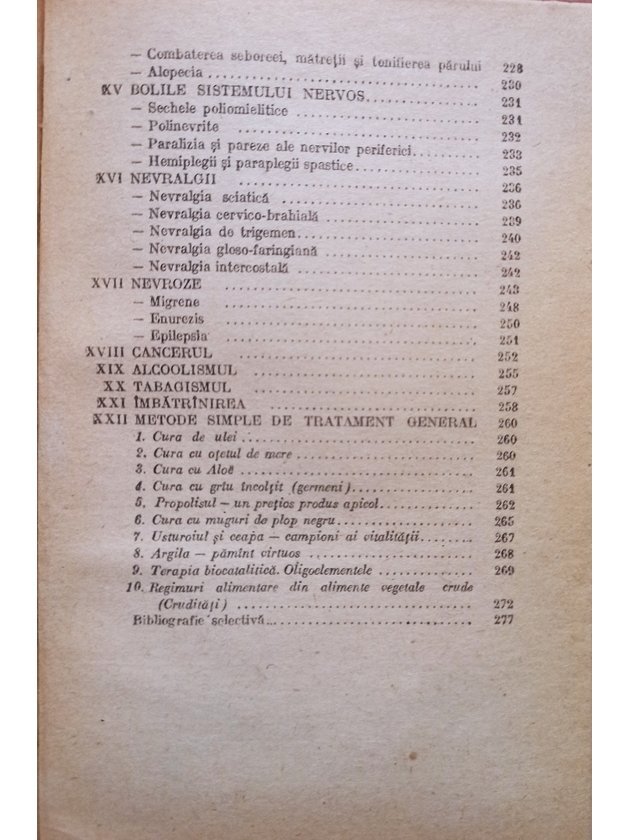 — Combaterea seboreei, mătreții și tonifierea părului 228
— Alopecia 230
XV BOLILE SISTEMULUI NERVOS 231
— Sechele poliomielitice 231
— Polinevrite 232
— Paralizia și pareze ale nervilor periferici 233
— Hemiplegii și paraplegii spastice 235
XVI NEVRALGII 236
— Nevralgia sciatică 236
— Nevralgia cervico-brahială 239
— Nevralgia de trigemen 240
— Nevralgia gloso-faringiană 242
— Nevralgia intercostală 242
XVII NEVROZE 243
— Migrene 248
— Enurezis 250
— Epilepsia 251
XVIII CANCERUL 252
XIX ALCOOLISMUL 255
XX TABAGISMUL 257
XXI ÎMBĂTRÎNIREA 258
XXII METODE SIMPLE DE TRATAMENT GENERAL 260
1. Cura de ulei 260
2. Cura cu oțetul de mere 260
3. Cura cu Aloë 261
4. Cura cu grîu încolțit (germeni) 261
5. Propolisul — un prețios produs apicol 262
6. Cura cu muguri de plop negru 265
7. Usturoiul și ceapa — campioni ai vitalității 267
8. Argila — pămînt virtuos 268
9. Terapia biocatalitică. Oligoelementele 269
10. Regimuri alimentare din alimente vegetale crude
(Crudități) 272
Bibliografie selectivă 277